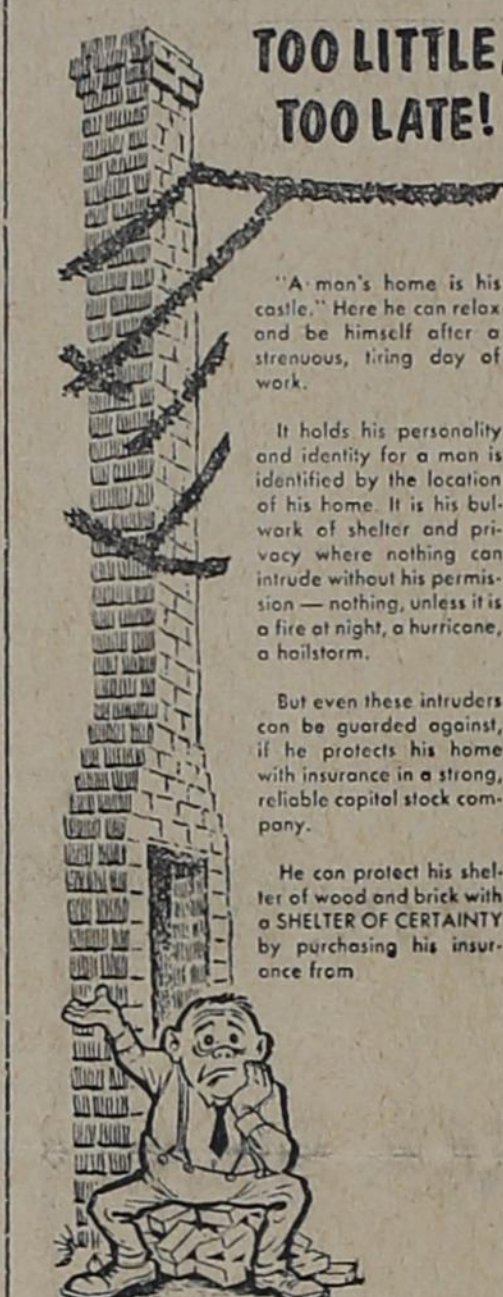 TOO LITTLE,
TOO LATE!
"A man's home is his
castle." Here he can relax
and be himself after a
strenuous, tiring day of
work.
It holds his personality
and identity for a man is
identified by the location
of his home. It is his bul-
wark of shelter and pri-
vacy where nothing can
intrude without his permis-
sion — nothing, unless it is
a fire at night, a hurricane,
a hailstorm.
But even these intruders
can be guarded against,
if he protects his home
with insurance in a strong,
reliable capital stock com-
pany.
He can protect his shel-
ter of wood and brick with
a SHELTER OF CERTAINTY
by purchasing his insur-
ance from